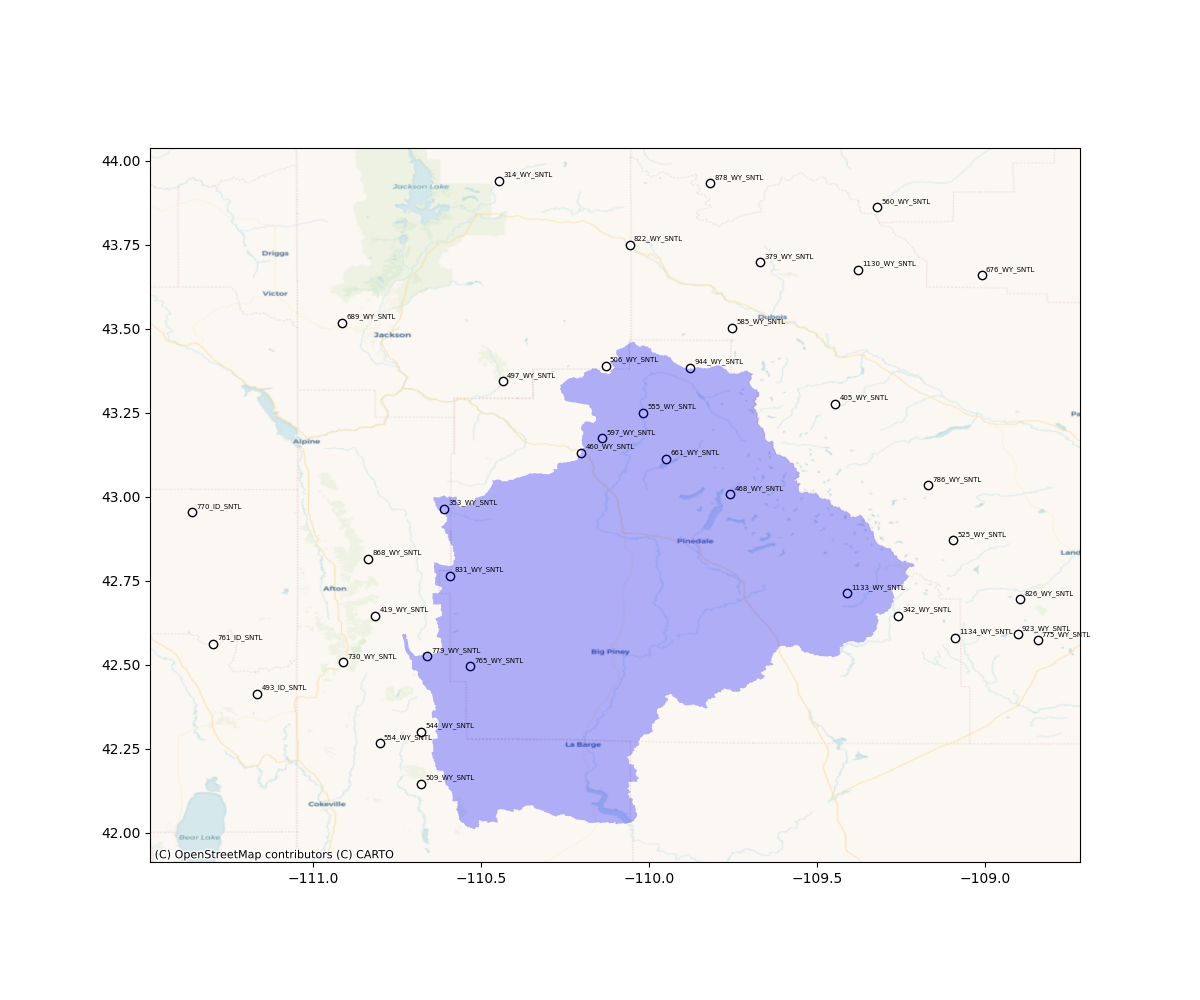 44.00
314_WY_SNTL
878_WY_SNTL
Jackson Lake
560_WY_SNTL
822_WY_SNTL
43.75
Driggs
379_WY_SNTL
1130_WY_SNTL
676_WY_SNTL
Victor
689_WY_SNTL
Dubois
585_WY_SNTL
43.50
Jackson
506_WY_SNTL
944_WY_SNTL
497_WY_SNTL
405_WY_SNTL
43.25
555_WY_SNTL
Pa
597_WY_SNTL
Alpine
460_WY_SNTL
661_WY_SNTL
786_WY_SNTL
468_WY_SNTL
43.00
353_WY_SNTL
770_ID_SNTL
525_WY_SNTL
Pinedale
868_WY_SNTL
Land
831_WY_SNTL
Afton
1133_WY_SNTL
826_WY_SNTL
42.75
419_WY_SNTL
342_WY_SNTL
923_WY_SNTL
1134_WY_SNTL
775_WY_SNTL
761_ID_SNTL
779_WY_SNTL
Big Piney
730_WY_SNTL
765_WY_SNTL
42.50
493_ID_SNTL
544_WY_SNTL
554_WY_SNTL
La Barge
42.25
509_WY_SNTL
Cokeville
42.00
Bear Lake
(C) OpenStreetMap contributors (C) CARTO
−111.0
−110.5
−110.0
−109.5
−109.0